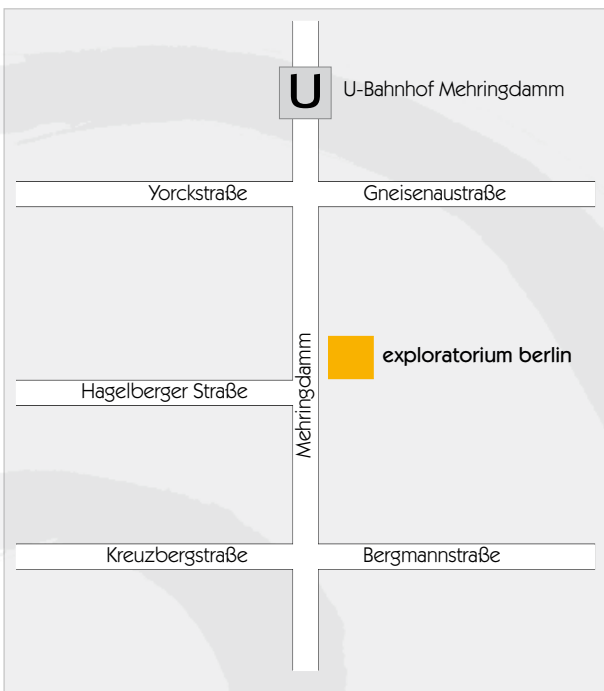 U
U-Bahnhof Mehringdamm
Yorckstraße
Gneisenaustraße
Mehringdamm
exploratorium berlin
Hagelberger Straße
Kreuzbergstraße
Bergmannstraße